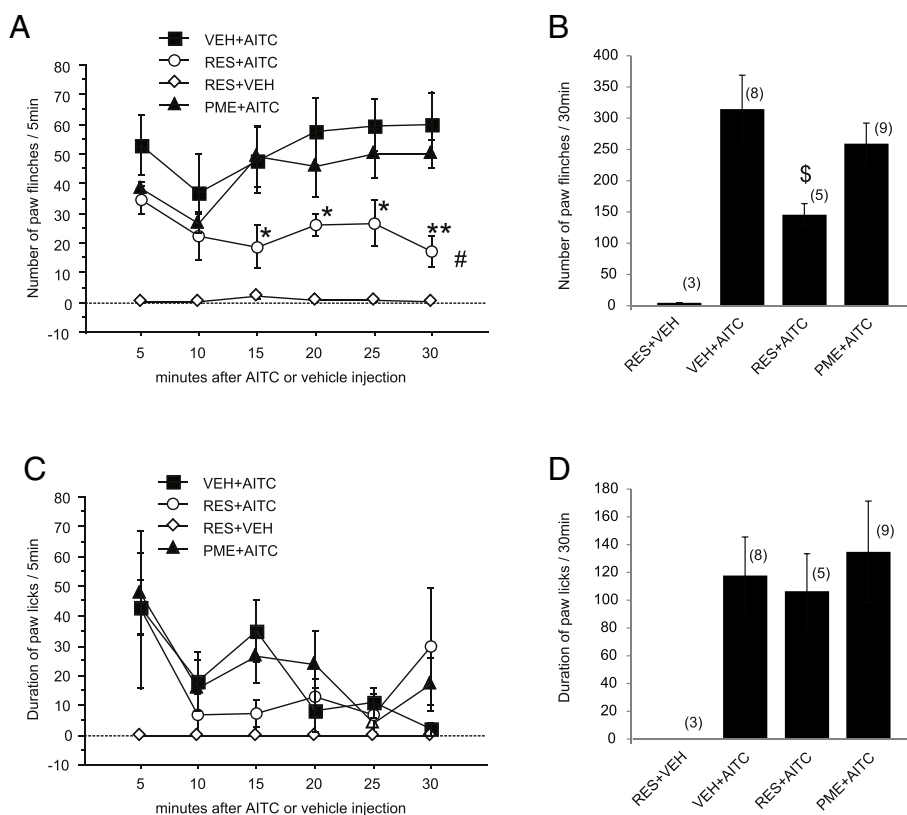 A
VEH+AITC
RES+AITC
RES+VEH
PME+AITC
Number of paw flinches / 5min
80
70
60
50
40
30
20
10
0
-10
*
*
*
**
#
5
10
15
20
25
30
minutes after AITC or vehicle injection
B
Number of paw flinches / 30min
400
350
300
250
200
150
100
50
0
(3)
(8)
$
(5)
(9)
RES+VEH
VEH+AITC
RES+AITC
PME+AITC
C
VEH+AITC
RES+AITC
RES+VEH
PME+AITC
Duration of paw licks / 5min
80
70
60
50
40
30
20
10
0
-10
5
10
15
20
25
30
minutes after AITC or vehicle injection
D
Duration of paw licks / 30min
180
160
140
120
100
80
60
40
20
0
(3)
(8)
(5)
(9)
RES+VEH
VEH+AITC
RES+AITC
PME+AITC